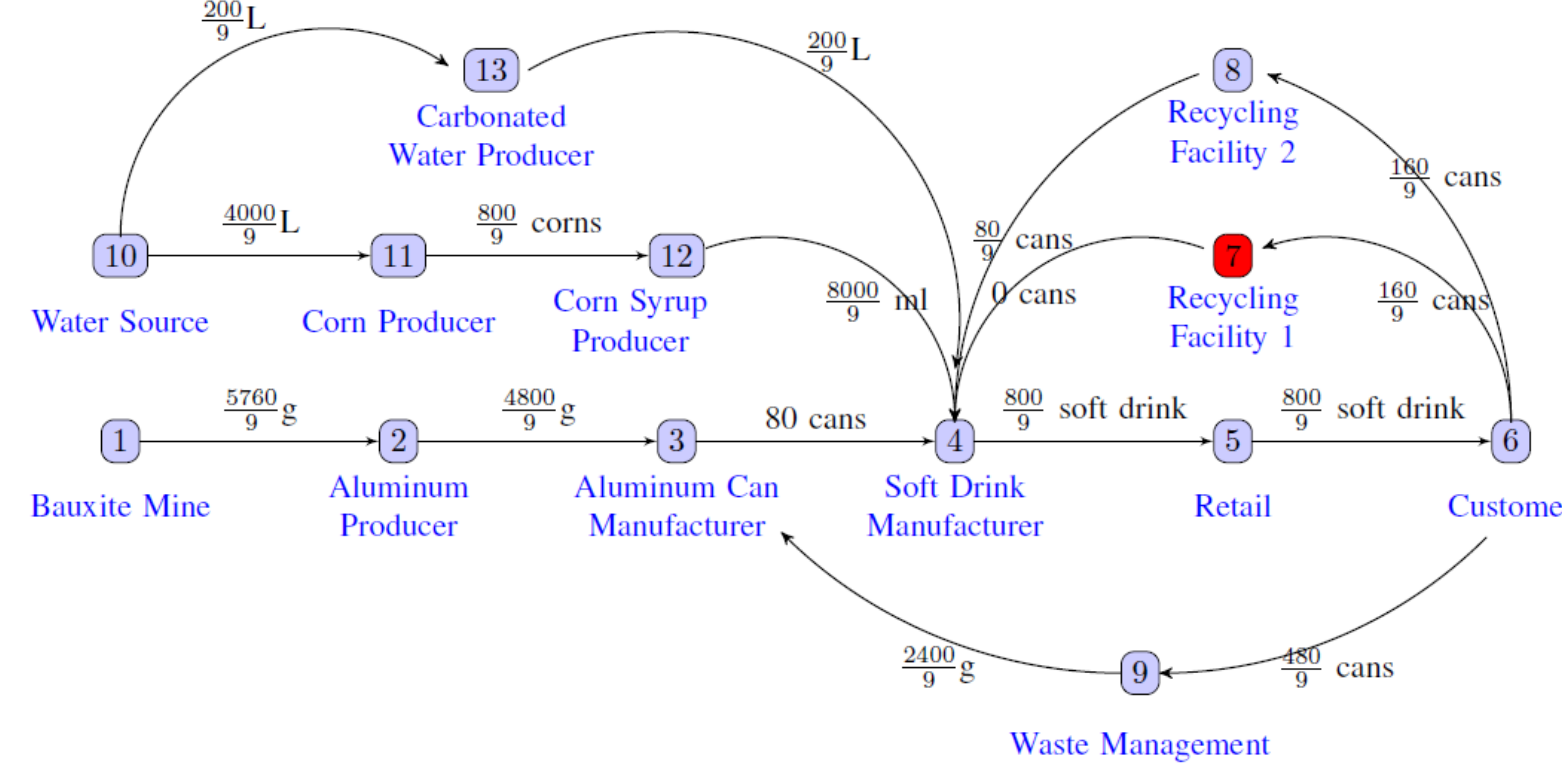 200/9 L
13
200/9 L
8
Carbonated
Water Producer
Recycling
Facility 2
160/9 cans
4000/9 L
800/9 corns
80/9 cans
10
11
12
7
8000/9 ml
0 cans
160/9 cans
Water Source
Corn Producer
Corn Syrup
Producer
Recycling
Facility 1
5760/9 g
4800/9 g
80 cans
800/9 soft drink
800/9 soft drink
1
2
3
4
5
6
Bauxite Mine
Aluminum
Producer
Aluminum Can
Manufacturer
Soft Drink
Manufacturer
Retail
Custome
2400/9 g
9
480/9 cans
Waste Management